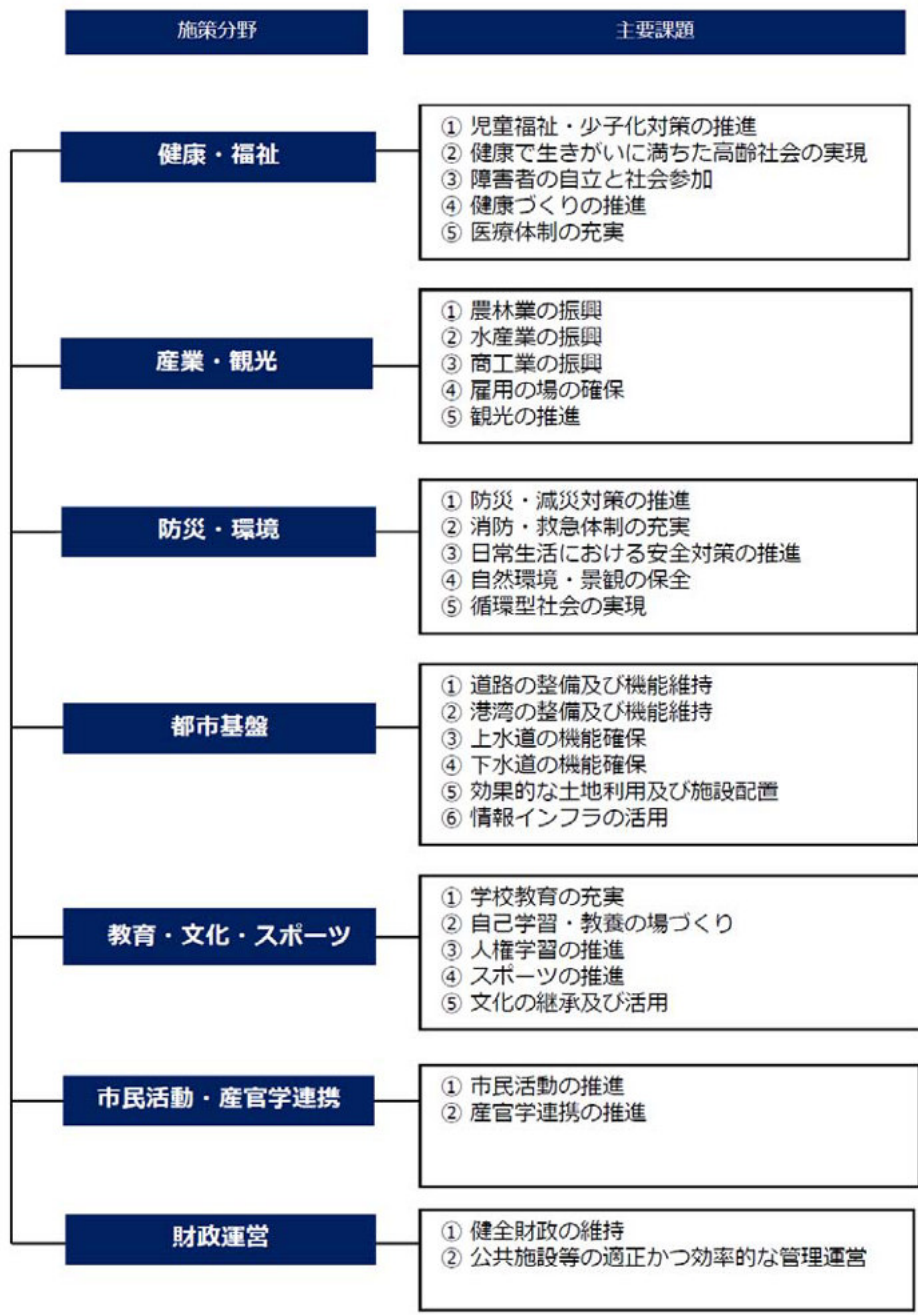 施策分野
主要課題
健康・福祉
① 児童福祉・少子化対策の推進
② 健康で生きがいに満ちた高齢社会の実現
③ 障害者の自立と社会参加
④ 健康づくりの推進
⑤ 医療体制の充実
産業・観光
① 農林業の振興
② 水産業の振興
③ 商工業の振興
④ 雇用の場の確保
⑤ 観光の推進
防災・環境
① 防災・減災対策の推進
② 消防・救急体制の充実
③ 日常生活における安全対策の推進
④ 自然環境・景観の保全
⑤ 循環型社会の実現
都市基盤
① 道路の整備及び機能維持
② 港湾の整備及び機能維持
③ 上水道の機能確保
④ 下水道の機能確保
⑤ 効果的な土地利用及び施設配置
⑥ 情報インフラの活用
教育・文化・スポーツ
① 学校教育の充実
② 自己学習・教養の場づくり
③ 人権学習の推進
④ スポーツの推進
⑤ 文化の継承及び活用
市民活動・産官学連携
① 市民活動の推進
② 産官学連携の推進
財政運営
① 健全財政の維持
② 公共施設等の適正かつ効率的な管理運営